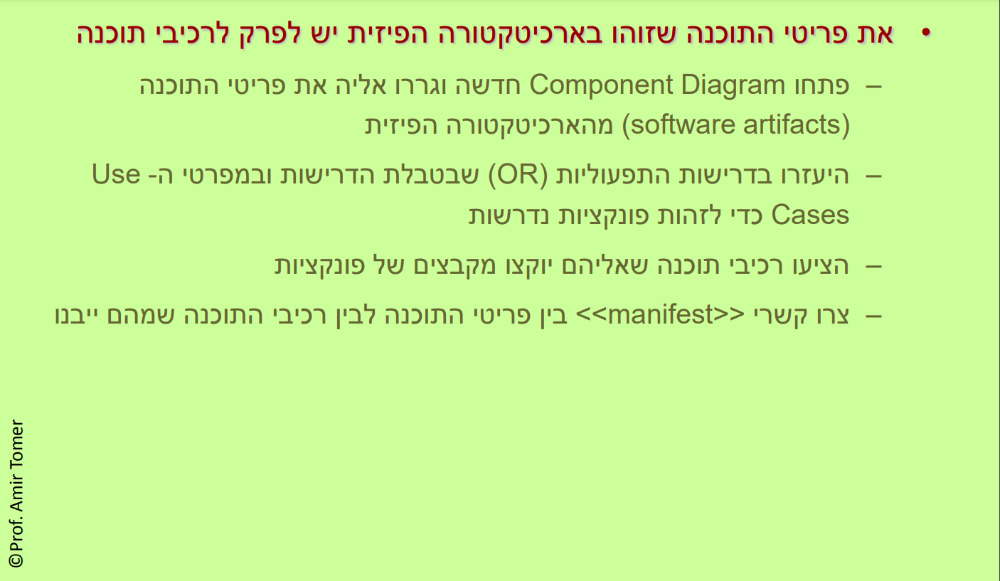 • את פריטי התוכנה שזוהו בארכיטקטורה הפיזית יש לפרק לרכיבי תוכנה
– פתחו Component Diagram חדשה וגררו אליה את פריטי התוכנה
(software artifacts) מהארכיטקטורה הפיזית
– היעזרו בדרישות התפעוליות (OR) שבטבלת הדרישות ובמפרטי ה- Use
Cases כדי לזהות פונקציות נדרשות
– הציעו רכיבי תוכנה שאליהם יוקצו מקבצים של פונקציות
– צרו קשרי <<manifest>> בין פריטי התוכנה לבין רכיבי התוכנה שמהם ייבנו
©Prof. Amir Tomer